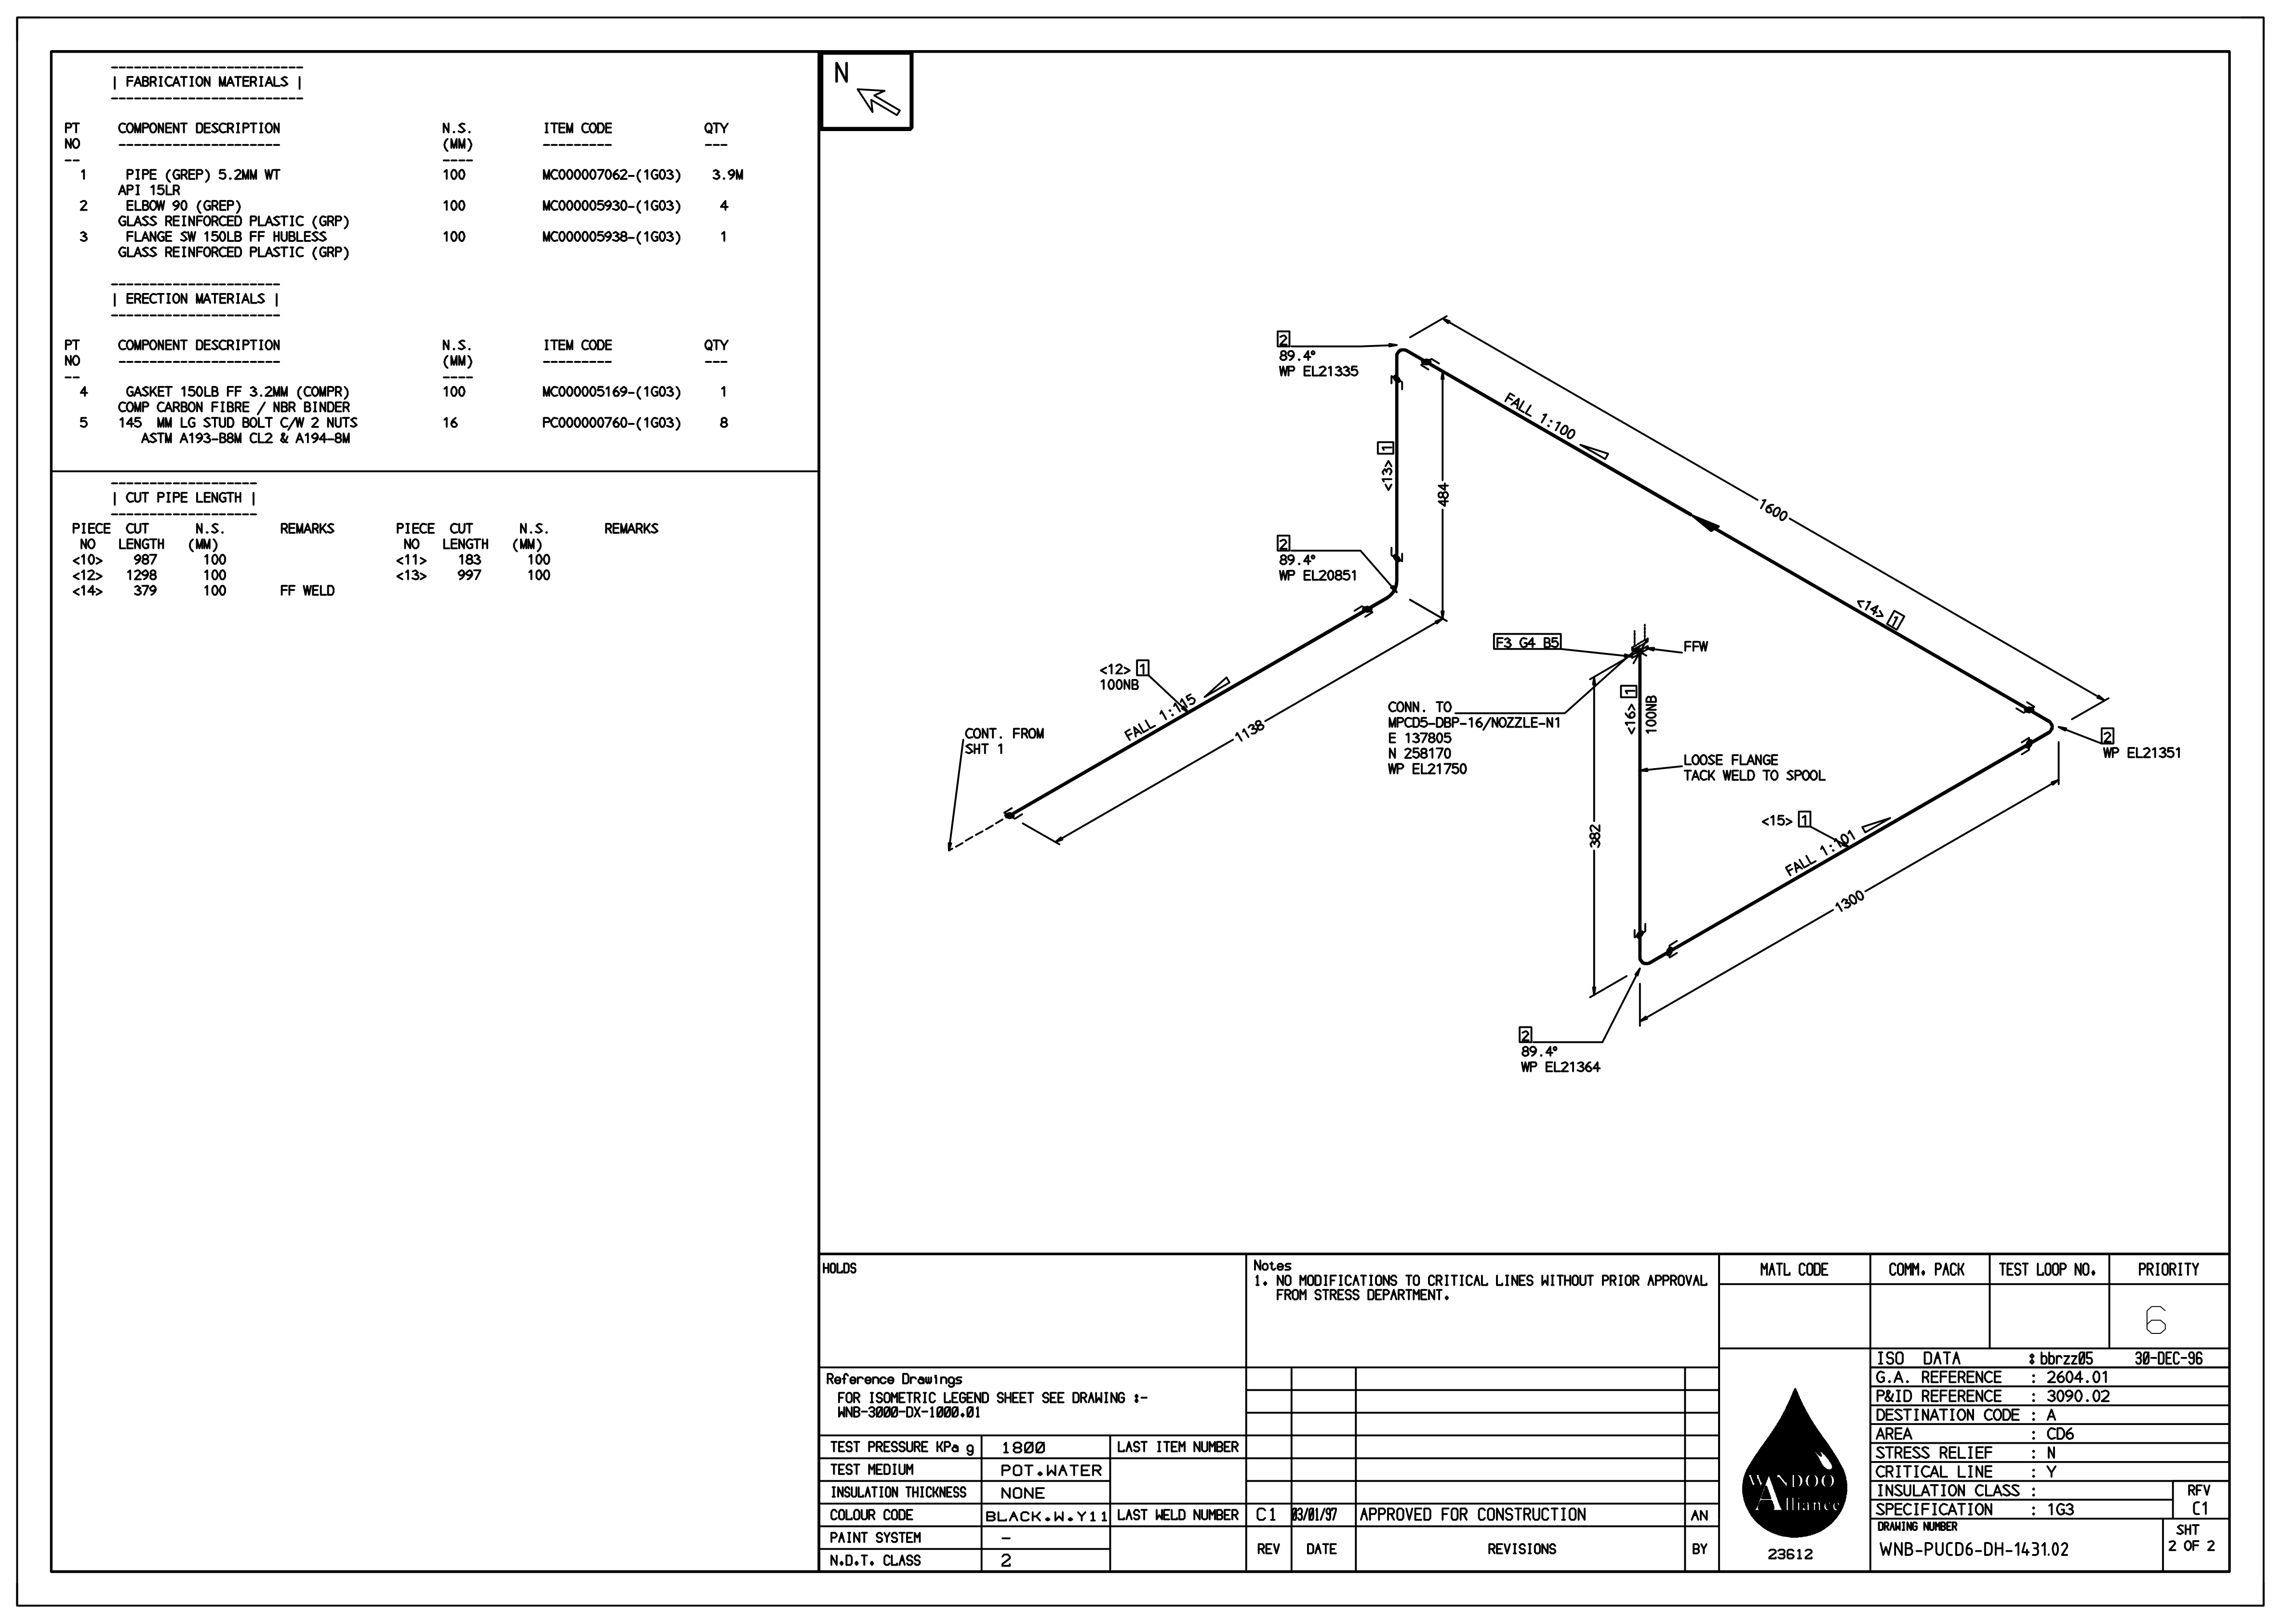 | FABRICATION MATERIALS |
PT NO COMPONENT DESCRIPTION N.S. (MM) ITEM CODE QTY
1 PIPE (GREP) 5.2MM WT 100 MC000007062-(1G03) 3.9M
API 15LR
2 ELBOW 90 (GREP) 100 MC000005930-(1G03) 4
GLASS REINFORCED PLASTIC (GRP)
3 FLANGE SW 150LB FF HUBLESS 100 MC000005938-(1G03) 1
GLASS REINFORCED PLASTIC (GRP)
| ERECTION MATERIALS |
PT NO COMPONENT DESCRIPTION N.S. (MM) ITEM CODE QTY
4 GASKET 150LB FF 3.2MM (COMPR) 100 MC000005169-(1G03) 1
COMP CARBON FIBRE / NBR BINDER
5 145 MM LG STUD BOLT C/W 2 NUTS 16 PC000000760-(1G03) 8
ASTM A193-B8M CL2 & A194-8M
| CUT PIPE LENGTH |
PIECE CUT N.S. REMARKS PIECE CUT N.S. REMARKS
NO LENGTH (MM) NO LENGTH (MM)
<10> 987 100 <11> 183 100
<12> 1298 100 <13> 997 100
<14> 379 100 FF WELD
N
2
89.4°
WP EL21335
FALL 1:100
1600
<13> 1
484
2
89.4°
WP EL20851
<14> 1
F3 G4 B5
FFW
<12> 1
100NB
FALL 1:115
1138
CONT. FROM
SHT 1
CONN. TO
MPCD5-DBP-16/NOZZLE-N1
E 137805
N 258170
WP EL21750
<16> 1
100NB
2
WP EL21351
LOOSE FLANGE
TACK WELD TO SPOOL
382
<15> 1
FALL 1:101
1300
2
89.4°
WP EL21364
HOLDS
Notes
1. NO MODIFICATIONS TO CRITICAL LINES WITHOUT PRIOR APPROVAL
FROM STRESS DEPARTMENT.
MATL CODE COMM. PACK TEST LOOP NO. PRIORITY
6
Reference Drawings
FOR ISOMETRIC LEGEND SHEET SEE DRAWING :-
WNB-3000-DX-1000.01
TEST PRESSURE KPa g 1800 LAST ITEM NUMBER
TEST MEDIUM POT.WATER
INSULATION THICKNESS NONE
COLOUR CODE BLACK.W.Y11 LAST WELD NUMBER
PAINT SYSTEM -
N.D.T. CLASS 2
C1 03/01/97 APPROVED FOR CONSTRUCTION AN
REV DATE REVISIONS BY
WANDOO
Alliance
23612
ISO DATA : bbrzz05 30-DEC-96
G.A. REFERENCE : 2604.01
P&ID REFERENCE : 3090.02
DESTINATION CODE : A
AREA : CD6
STRESS RELIEF : N
CRITICAL LINE : Y
INSULATION CLASS :
SPECIFICATION : 1G3
RFV
C1
DRAWING NUMBER
WNB-PUCD6-DH-1431.02
SHT
2 OF 2